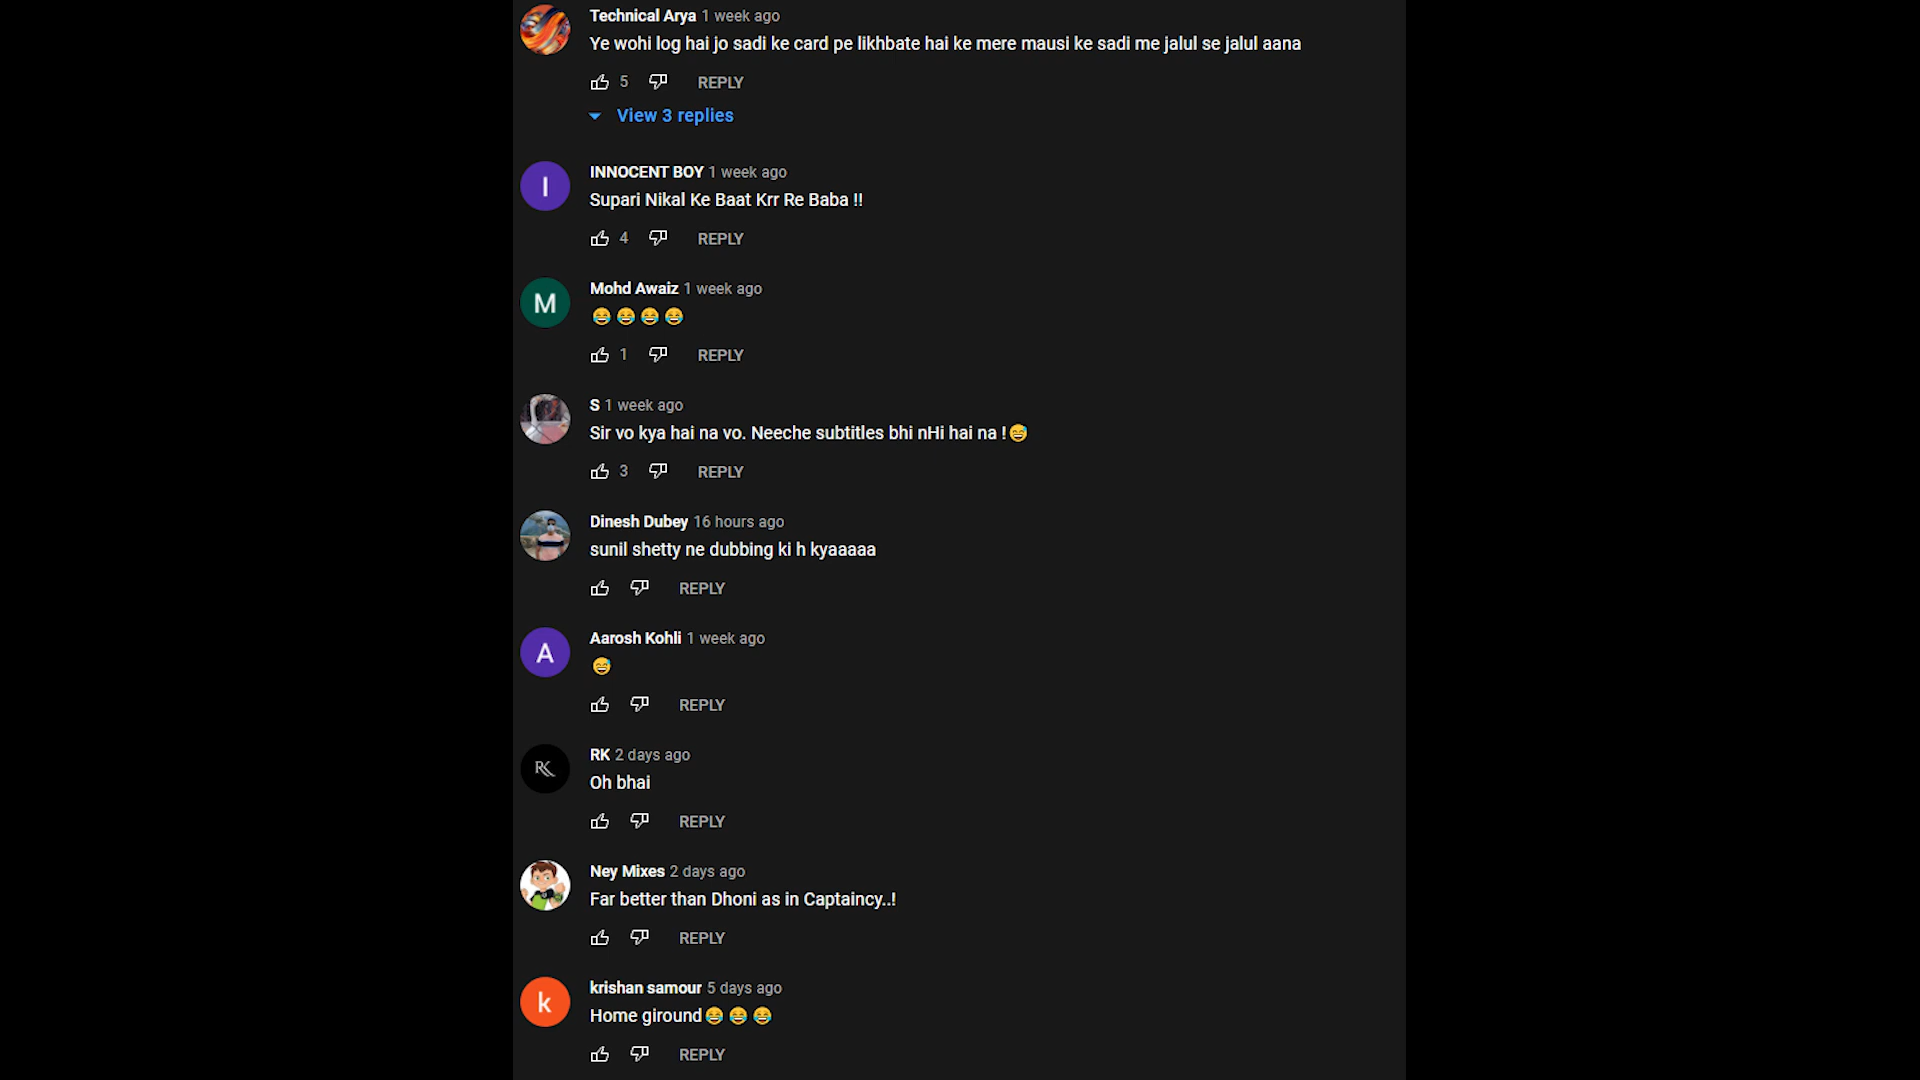 Technical Arya 1 week ago
Ye wohi log hai jo sadi ke card pe likhbate hai ke mere mausi ke sadi me jalul se jalul aana
5 REPLY
View 3 replies
I
INNOCENT BOY 1 week ago
Supari Nikal Ke Baat Krr Re Baba !!
4 REPLY
M
Mohd Awaiz 1 week ago
😂😂😂😂
1 REPLY
S 1 week ago
Sir vo kya hai na vo. Neeche subtitles bhi nHi hai na !😅
3 REPLY
Dinesh Dubey 16 hours ago
sunil shetty ne dubbing ki h kyaaaaa
REPLY
A
Aarosh Kohli 1 week ago
😅
REPLY
RK
RK 2 days ago
Oh bhai
REPLY
Ney Mixes 2 days ago
Far better than Dhoni as in Captaincy..!
REPLY
k
krishan samour 5 days ago
Home giround😂😂😂
REPLY